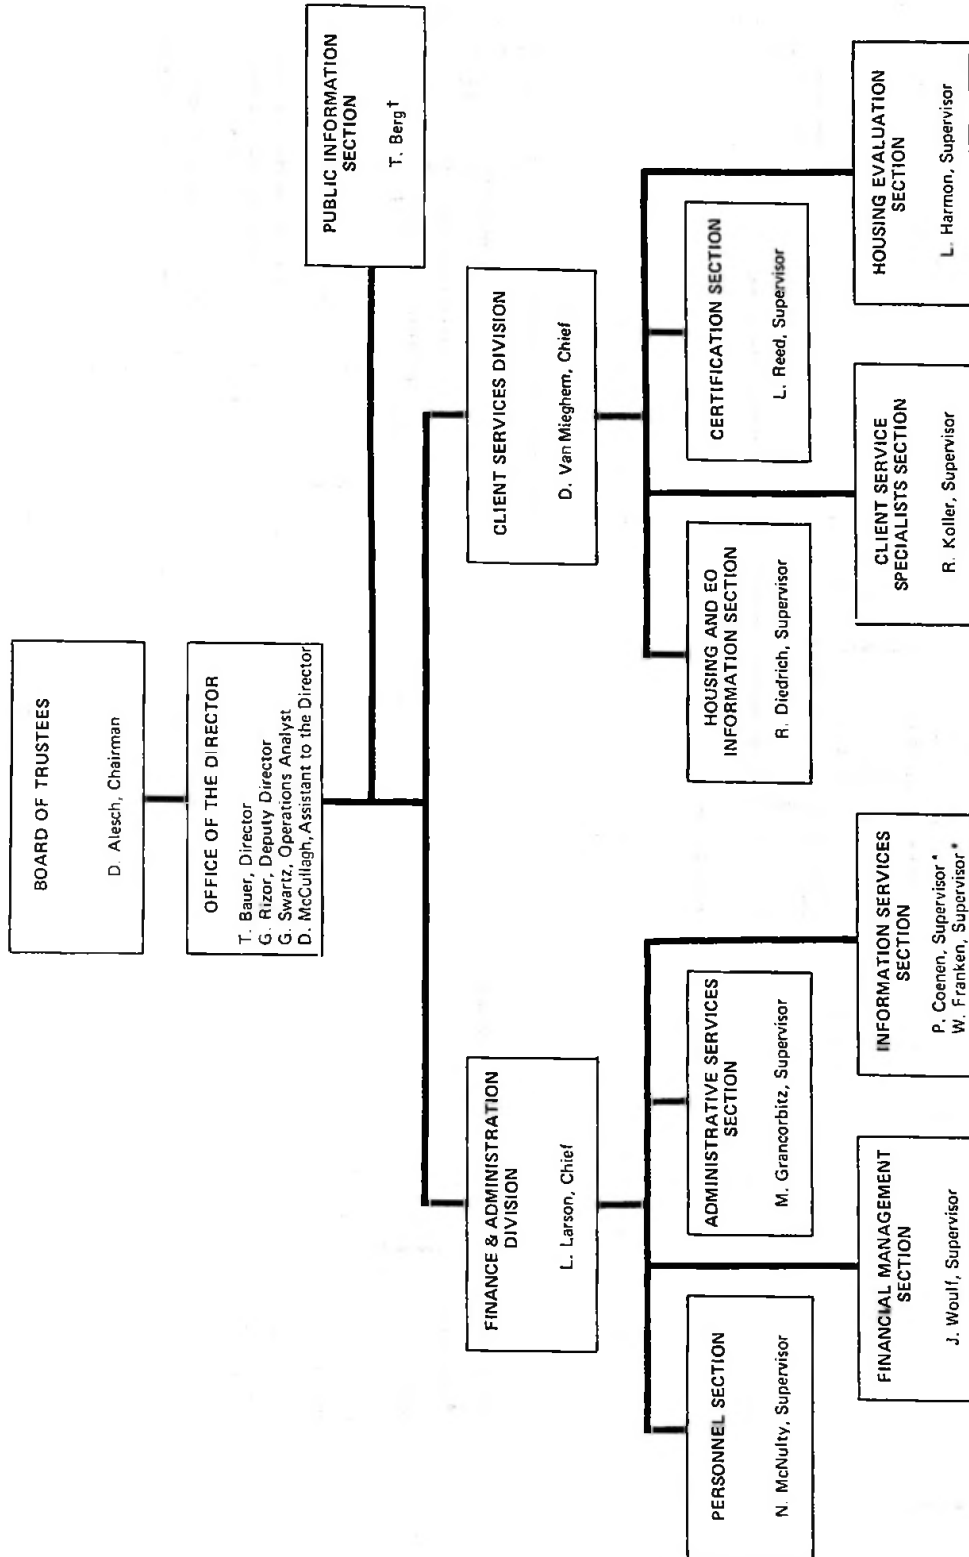 BOARD OF TRUSTEES
D. Alesch, Chairman
OFFICE OF THE DIRECTOR
T. Bauer, Director
G. Rizor, Deputy Director
G. Swartz, Operations Analyst
D. McCullagh, Assistant to the Director
PUBLIC INFORMATION
SECTION
T. Berg†
FINANCE & ADMINISTRATION
DIVISION
L. Larson, Chief
CLIENT SERVICES DIVISION
D. Van Mieghem, Chief
PERSONNEL SECTION
N. McNulty, Supervisor
ADMINISTRATIVE SERVICES
SECTION
M. Grancorbitz, Supervisor
HOUSING AND EO
INFORMATION SECTION
R. Diedrich, Supervisor
CERTIFICATION SECTION
L. Reed, Supervisor
FINANCIAL MANAGEMENT
SECTION
J. Woulf, Supervisor
INFORMATION SERVICES
SECTION
P. Coenen, Supervisor*
W. Franken, Supervisor*
CLIENT SERVICE
SPECIALISTS SECTION
R. Koller, Supervisor
HOUSING EVALUATION
SECTION
L. Harmon, Supervisor